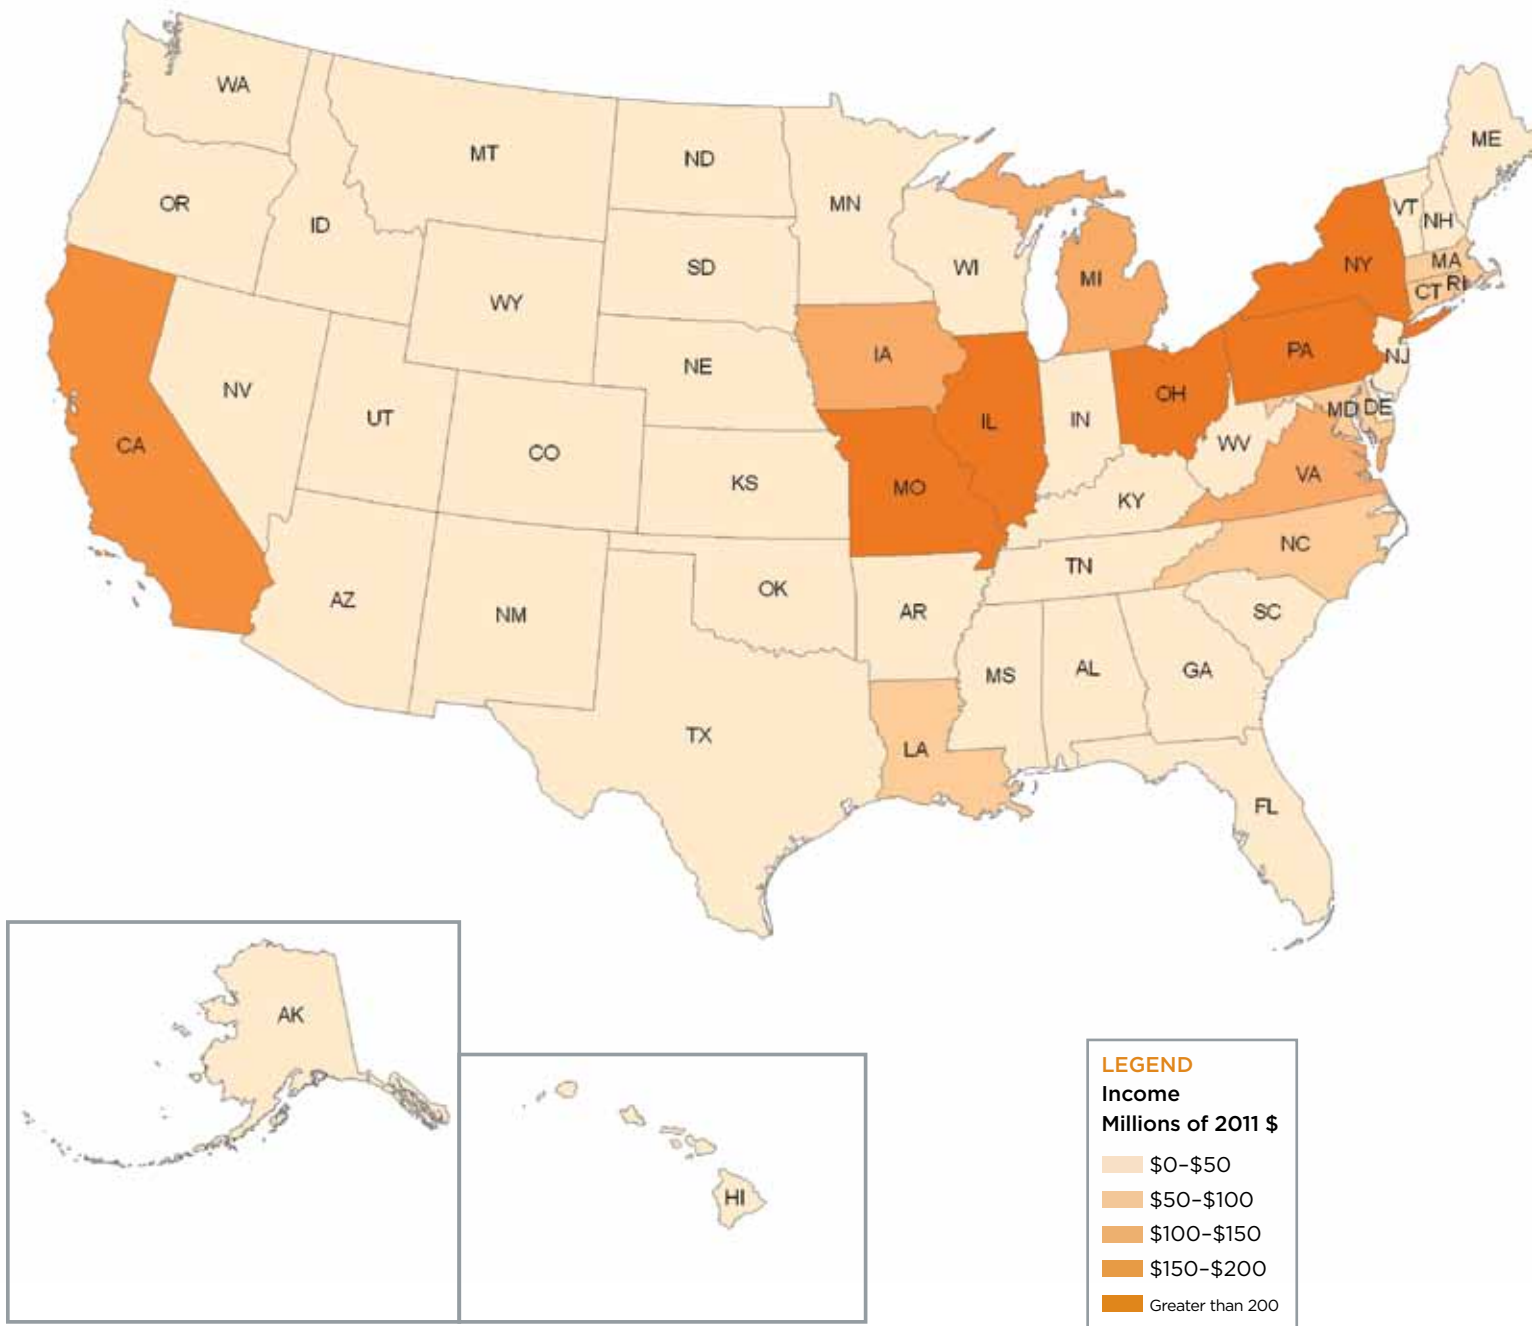 WA
MT
ND
MN
ME
OR
ID
SD
WI
MI
VT
NH
NY
MA
CT
RI
WY
IA
NE
PA
NJ
NV
UT
CO
IL
IN
OH
MD
DE
WV
CA
KS
MO
KY
VA
NC
AZ
NM
OK
AR
TN
SC
TX
LA
MS
AL
GA
FL
AK
HI
LEGEND
Income
Millions of 2011 $
$0–$50
$50–$100
$100–$150
$150–$200
Greater than 200